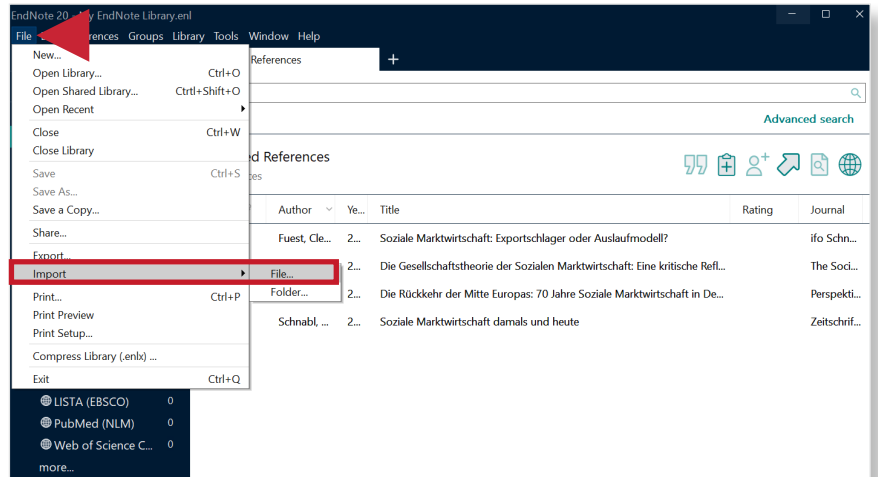 EndNote 20 - My EndNote Library.enl
File References Groups Library Tools Window Help
New...
Open Library... Ctrl+O
Open Shared Library... Ctrtl+Shift+O
Open Recent
Close Ctrl+W
Close Library
Save Ctrl+S
Save As...
Save a Copy...
Share...
Export...
Import
File...
Folder...
Print... Ctrl+P
Print Preview
Print Setup...
Compress Library (.enlx) ...
Exit Ctrl+Q
LISTA (EBSCO) 0
PubMed (NLM) 0
Web of Science C... 0
more...
References +
Advanced search
References
Author Ye... Title Rating Journal
Fuest, Cle... 2... Soziale Marktwirtschaft: Exportschlager oder Auslaufmodell? ifo Schn...
2... Die Gesellschaftstheorie der Sozialen Marktwirtschaft: Eine kritische Refl... The Soci...
2... Die Rückkehr der Mitte Europas: 70 Jahre Soziale Marktwirtschaft in De... Perspekti...
Schnabl, ... 2... Soziale Marktwirtschaft damals und heute Zeitschrif...